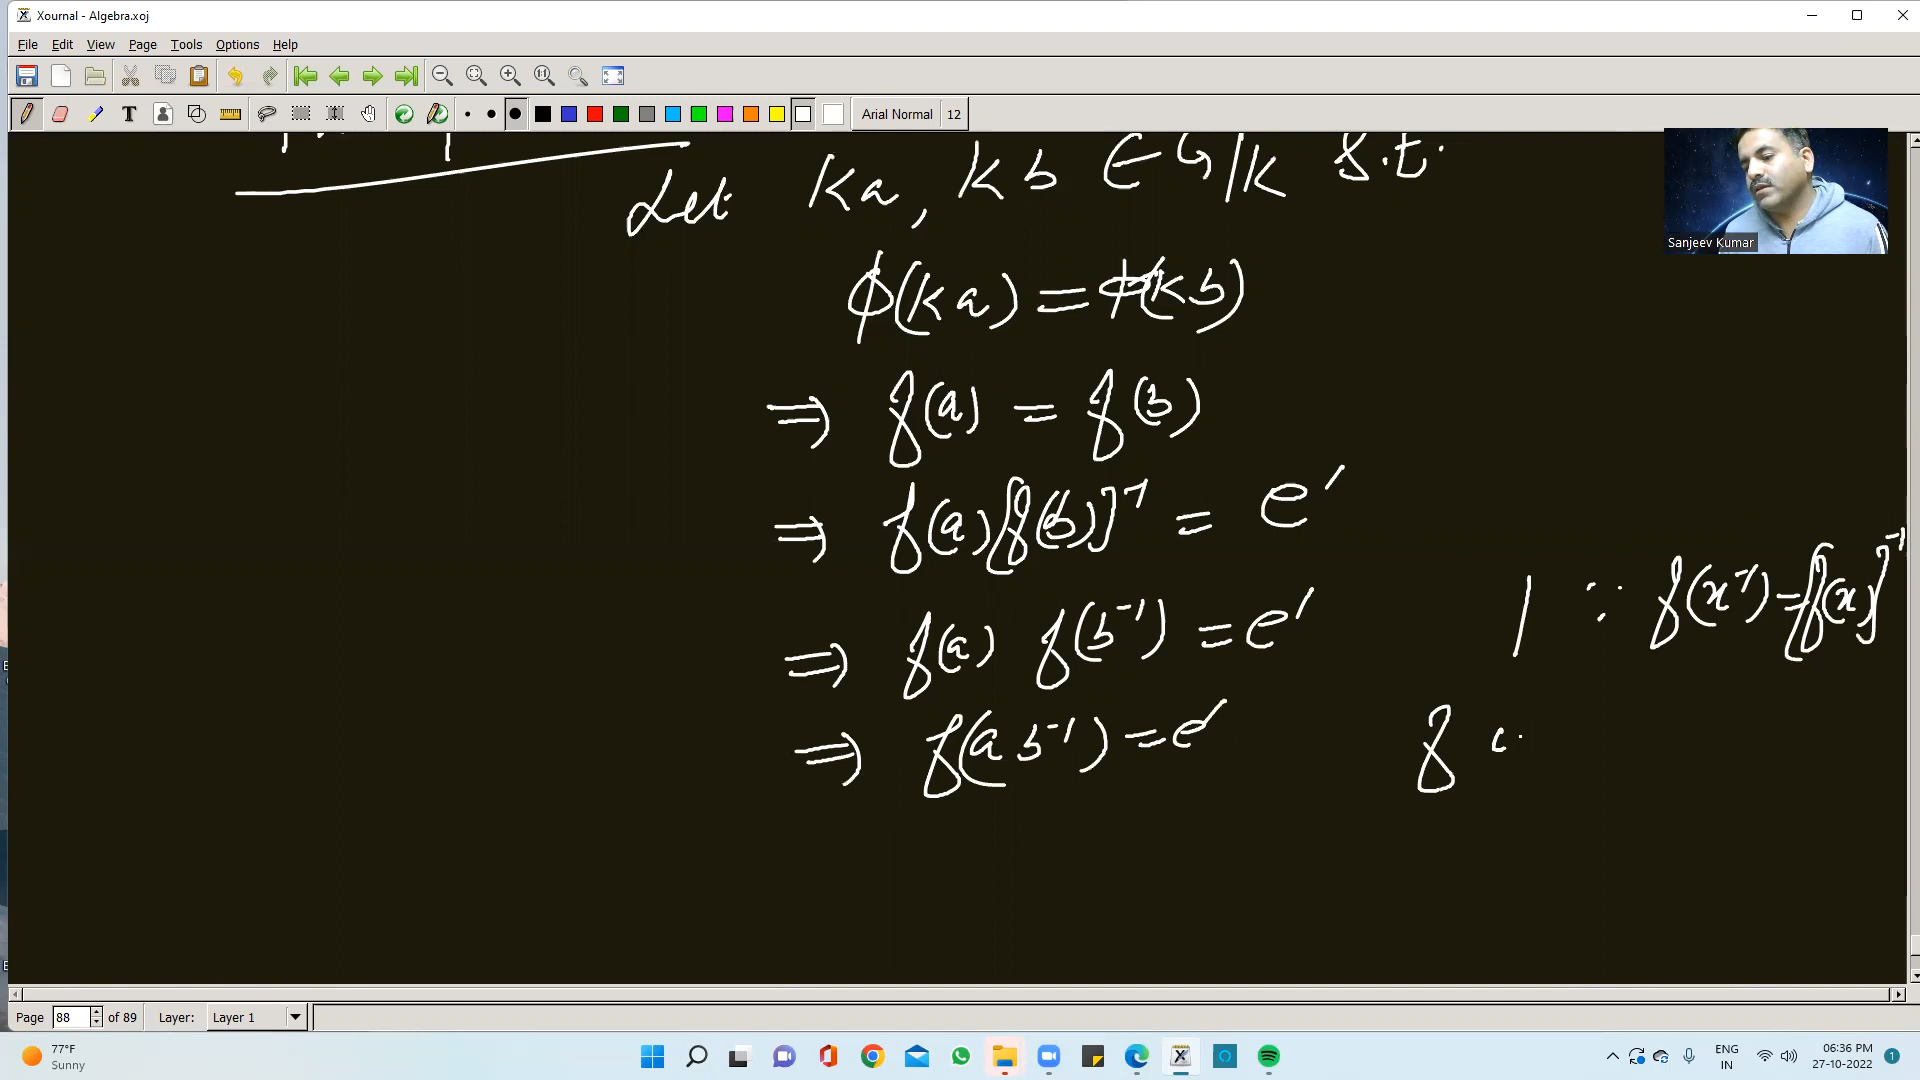 Xournal - Algebra.xoj
File Edit View Page Tools Options Help
Arial Normal 12
Let Ka, Kb ∈ G/K s.t.
Sanjeev Kumar
ϕ(Ka) = ϕ(Kb)
⇒ f(a) = f(b)
⇒ f(a)[f(b)]⁻¹ = e′
⇒ f(a) f(b⁻¹) = e′ | ∵ f(x⁻¹) = [f(x)]⁻¹
⇒ f(ab⁻¹) = e′ f
Page 88 of 89 Layer: Layer 1
77°F
Sunny
ENG
IN
06:36 PM
27-10-2022
1